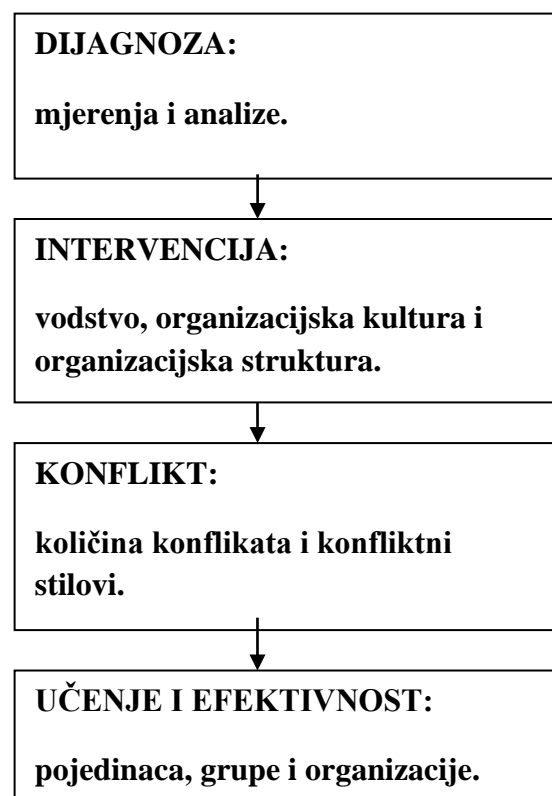 DIJAGNOZA:
mjerenja i analize.
INTERVENCIJA:
vodstvo, organizacijska kultura i
organizacijska struktura.
KONFLIKT:
količina konflikata i konfliktni
stilovi.
UČENJE I EFEKTIVNOST:
pojedinaca, grupe i organizacije.